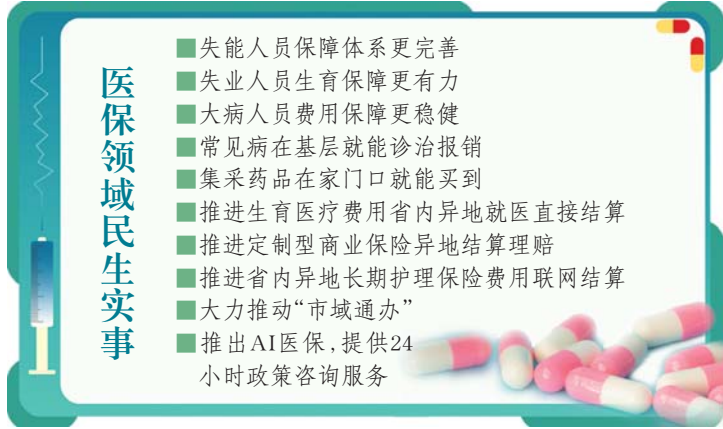 医保领域民生实事
■失能人员保障体系更完善
■失业人员生育保障更有力
■大病人员费用保障更稳健
■常见病在基层就能诊治报销
■集采药品在家门口就能买到
■推进生育医疗费用省内异地就医直接结算
■推进定制型商业保险异地结算理赔
■推进省内异地长期护理保险费用联网结算
■大力推动“市域通办”
■推出AI医保,提供24
小时政策咨询服务